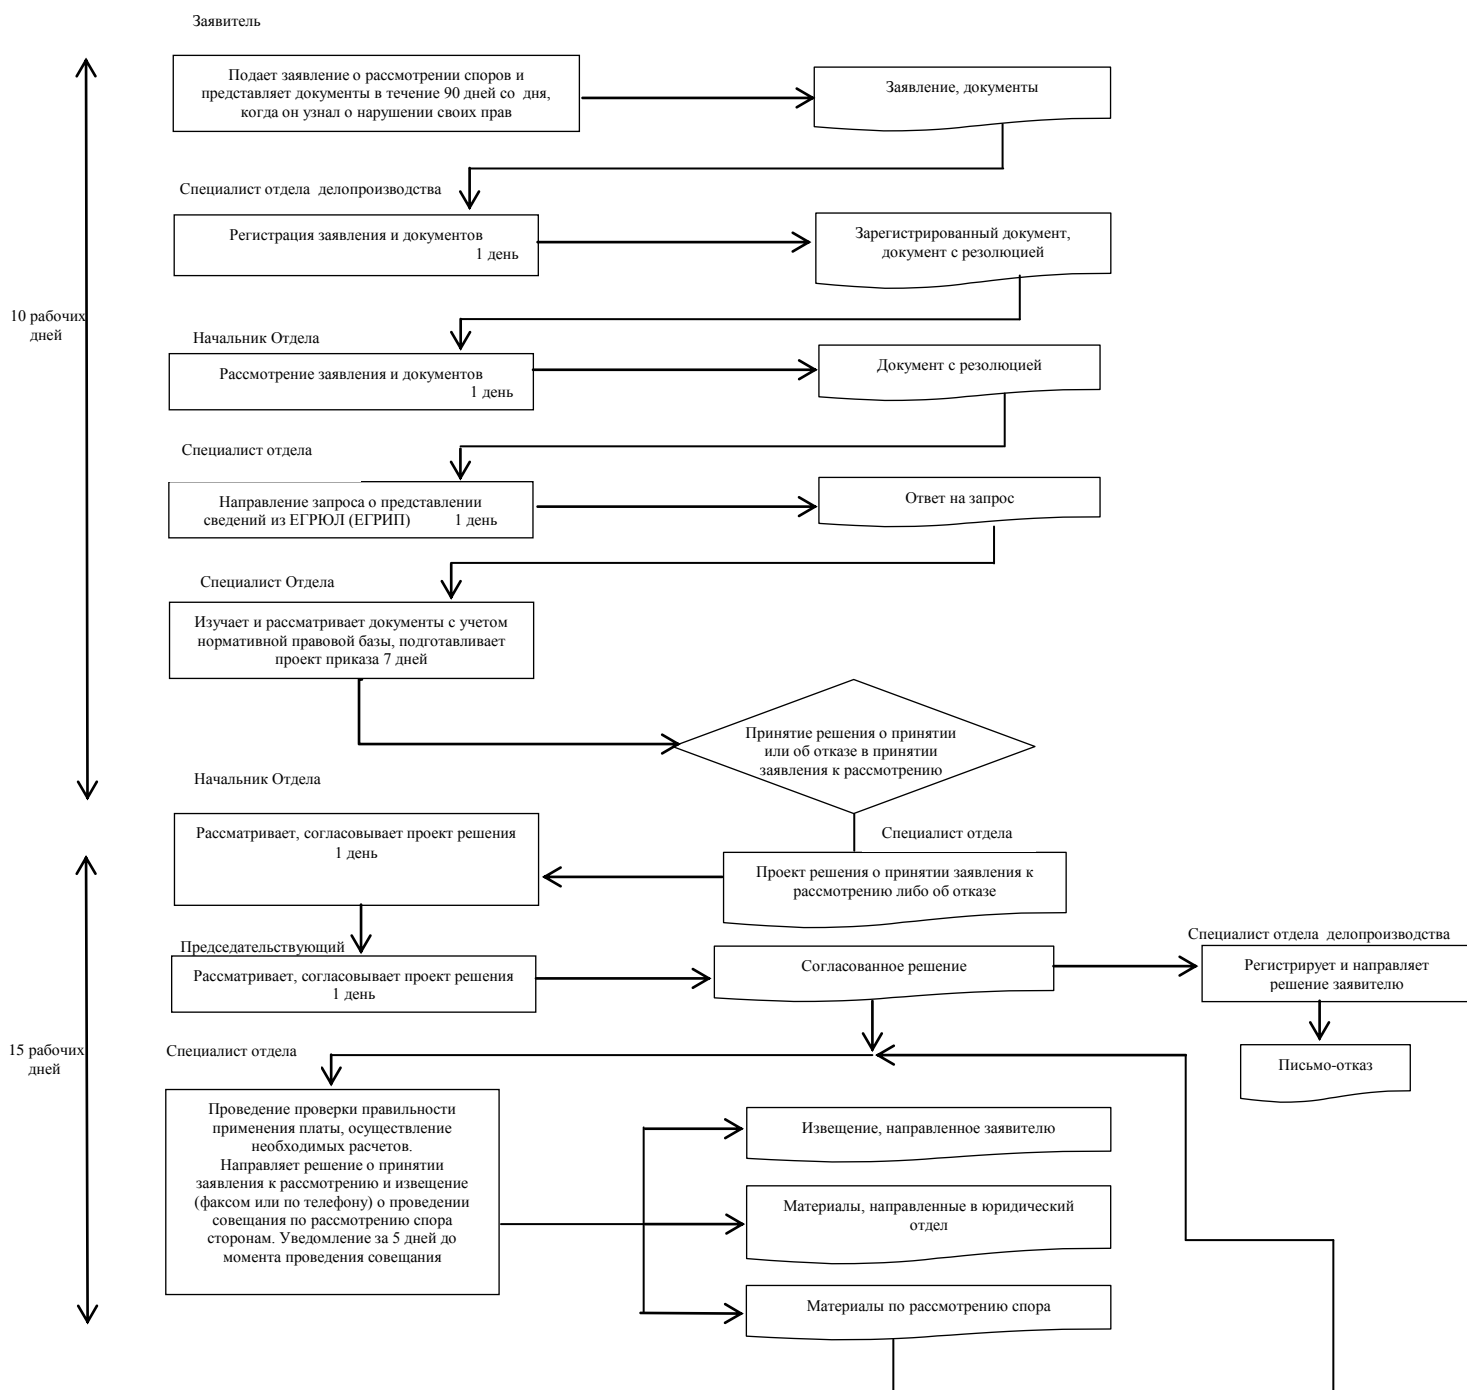 Заявитель
Подает заявление о рассмотрении споров и
представляет документы в течение 90 дней со дня,
когда он узнал о нарушении своих прав
Заявление, документы
Специалист отдела делопроизводства
Регистрация заявления и документов
1 день
Зарегистрированный документ,
документ с резолюцией
10 рабочих
дней
Начальник Отдела
Рассмотрение заявления и документов
1 день
Документ с резолюцией
Специалист отдела
Направление запроса о представлении
сведений из ЕГРЮЛ (ЕГРИП) 1 день
Ответ на запрос
Специалист Отдела
Изучает и рассматривает документы с учетом
нормативной правовой базы, подготавливает
проект приказа 7 дней
Принятие решения о принятии
или об отказе в принятии
заявления к рассмотрению
Начальник Отдела
Рассматривает, согласовывает проект решения
1 день
Специалист отдела
Проект решения о принятии заявления к
рассмотрению либо об отказе
Председательствующий
Рассматривает, согласовывает проект решения
1 день
Согласованное решение
Специалист отдела делопроизводства
Регистрирует и направляет
решение заявителю
Письмо-отказ
15 рабочих
дней
Специалист отдела
Проведение проверки правильности
применения платы, осуществление
необходимых расчетов.
Направляет решение о принятии
заявления к рассмотрению и извещение
(факсом или по телефону) о проведении
совещания по рассмотрению спора
сторонам. Уведомление за 5 дней до
момента проведения совещания
Извещение, направленное заявителю
Материалы, направленные в юридический
отдел
Материалы по рассмотрению спора